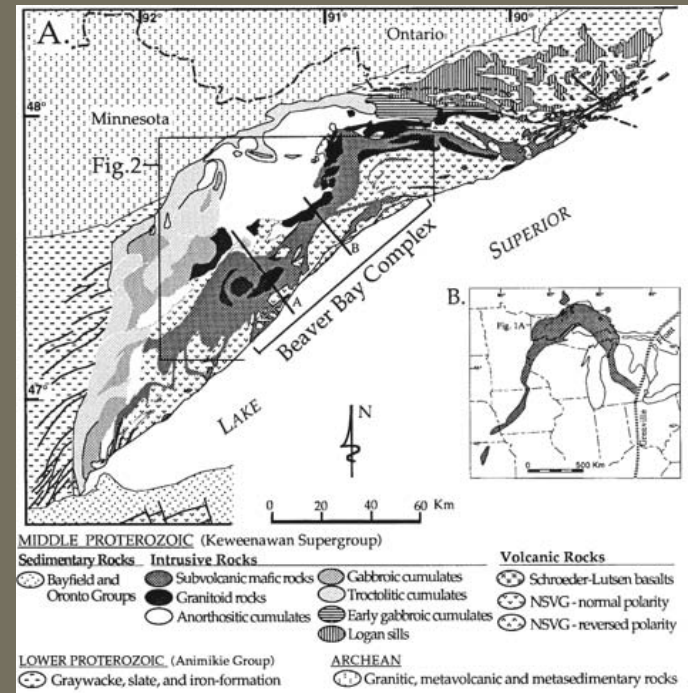 A.
92
91
90
Ontario
48°
Minnesota
Fig.2
SUPERIOR
B
A
Beaver Bay Complex
B.
Fig. 1A
Front
Grenville
0 500 Km
47°
LAKE
N
0 20 40 60 Km
MIDDLE PROTEROZOIC (Keweenawan Supergroup)
Sedimentary Rocks
Bayfield and
Oronto Groups
Intrusive Rocks
Subvolcanic mafic rocks
Granitoid rocks
Anorthositic cumulates
Gabbroic cumulates
Troctolitic cumulates
Early gabbroic cumulates
Logan sills
Volcanic Rocks
Schroeder-Lutsen basalts
NSVG - normal polarity
NSVG - reversed polarity
LOWER PROTEROZOIC (Animikie Group)
Graywacke, slate, and iron-formation
ARCHEAN
Granitic, metavolcanic and metasedimentary rocks